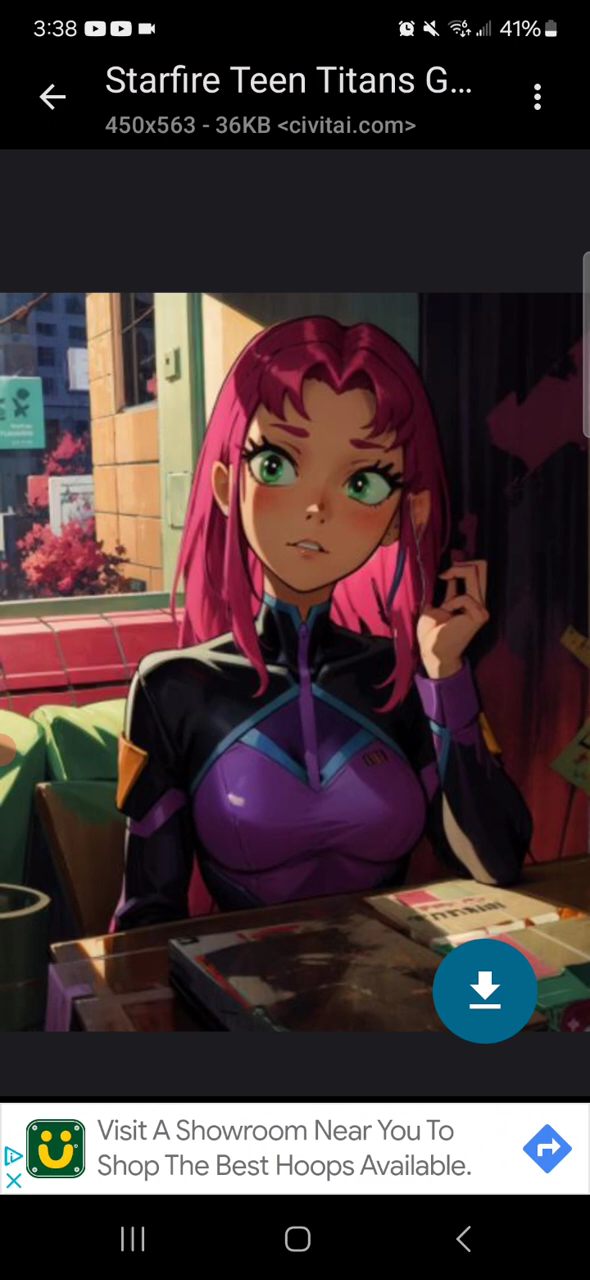 3:38
41%
Starfire Teen Titans G...
450x563 - 36KB <civitai.com>
Visit A Showroom Near You To
Shop The Best Hoops Available.